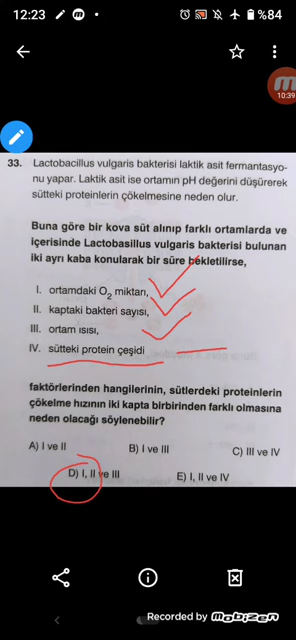 12:23
%84
10:39
33. Lactobacillus vulgaris bakterisi laktik asit fermantasyo-
nu yapar. Laktik asit ise ortamın pH değerini düşürerek
sütteki proteinlerin çökelmesine neden olur.
Buna göre bir kova süt alınıp farklı ortamlarda ve
içerisinde Lactobasillus vulgaris bakterisi bulunan
iki ayrı kaba konularak bir süre bekletilirse,
I. ortamdaki O2 miktarı,
II. kaptaki bakteri sayısı,
III. ortam ısısı,
IV. sütteki protein çeşidi
faktörlerinden hangilerinin, sütlerdeki proteinlerin
çökelme hızının iki kapta birbirinden farklı olmasına
neden olacağı söylenebilir?
A) I ve II B) I ve III C) III ve IV
D) I, II ve III E) I, II ve IV
Recorded by mobizen